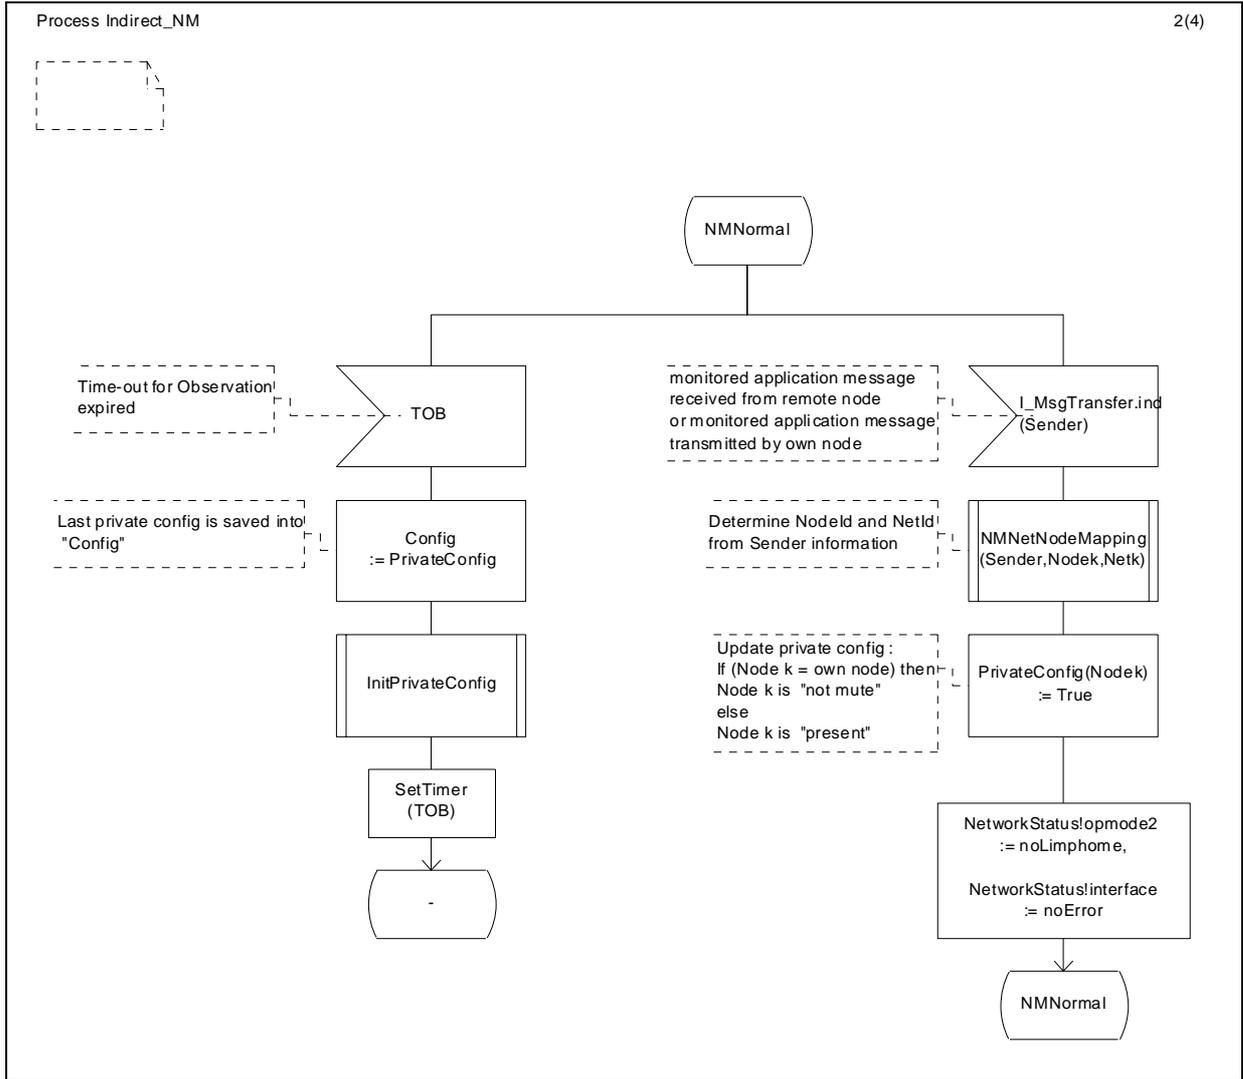 Process Indirect_NM
2(4)
NMNormal
Time-out for Observation
expired
TOB
monitored application message
received from remote node
or monitored application message
transmitted by own node
I_MsgTransfer.ind
(Sender)
Last private config is saved into
"Config"
Config
:= PrivateConfig
Determine NodeId and NetId
from Sender information
NMNetNodeMapping
(Sender,Nodek,Netk)
InitPrivateConfig
Update private config :
If (Node k = own node) then
Node k is "not mute"
else
Node k is "present"
PrivateConfig(Nodek)
:= True
SetTimer
(TOB)
-
NetworkStatus!opmode2
:= noLimphome,
NetworkStatus!interface
:= noError
NMNormal